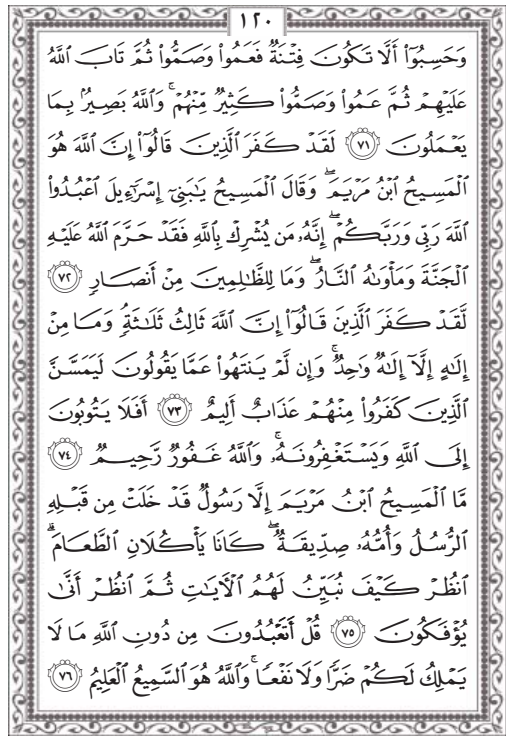 ١٢٠
وَحَسِبُوٓا۟ أَلَّا تَكُونَ فِتْنَةٌ فَعَمُوا۟ وَصَمُّوا۟ ثُمَّ تَابَ ٱللَّهُ
عَلَيْهِمْ ثُمَّ عَمُوا۟ وَصَمُّوا۟ كَثِيرٌ مِّنْهُمْ ۚ وَٱللَّهُ بَصِيرٌۢ بِمَا
يَعْمَلُونَ ٧١ لَقَدْ كَفَرَ ٱلَّذِينَ قَالُوٓا۟ إِنَّ ٱللَّهَ هُوَ
ٱلْمَسِيحُ ٱبْنُ مَرْيَمَ ۖ وَقَالَ ٱلْمَسِيحُ يَـٰبَنِىٓ إِسْرَٰٓءِيلَ ٱعْبُدُوا۟
ٱللَّهَ رَبِّى وَرَبَّكُمْ ۖ إِنَّهُۥ مَن يُشْرِكْ بِٱللَّهِ فَقَدْ حَرَّمَ ٱللَّهُ عَلَيْهِ
ٱلْجَنَّةَ وَمَأْوَىٰهُ ٱلنَّارُ ۖ وَمَا لِلظَّـٰلِمِينَ مِنْ أَنصَارٍ ٧٢
لَّقَدْ كَفَرَ ٱلَّذِينَ قَالُوٓا۟ إِنَّ ٱللَّهَ ثَالِثُ ثَلَـٰثَةٍ ۘ وَمَا مِنْ
إِلَـٰهٍ إِلَّآ إِلَـٰهٌ وَٰحِدٌ ۚ وَإِن لَّمْ يَنتَهُوا۟ عَمَّا يَقُولُونَ لَيَمَسَّنَّ
ٱلَّذِينَ كَفَرُوا۟ مِنْهُمْ عَذَابٌ أَلِيمٌ ٧٣ أَفَلَا يَتُوبُونَ
إِلَى ٱللَّهِ وَيَسْتَغْفِرُونَهُۥ ۚ وَٱللَّهُ غَفُورٌ رَّحِيمٌ ٧٤
مَّا ٱلْمَسِيحُ ٱبْنُ مَرْيَمَ إِلَّا رَسُولٌ قَدْ خَلَتْ مِن قَبْلِهِ
ٱلرُّسُلُ وَأُمُّهُۥ صِدِّيقَةٌ ۖ كَانَا يَأْكُلَانِ ٱلطَّعَامَ ۗ
ٱنظُرْ كَيْفَ نُبَيِّنُ لَهُمُ ٱلْـَٔايَـٰتِ ثُمَّ ٱنظُرْ أَنَّىٰ
يُؤْفَكُونَ ٧٥ قُلْ أَتَعْبُدُونَ مِن دُونِ ٱللَّهِ مَا لَا
يَمْلِكُ لَكُمْ ضَرًّا وَلَا نَفْعًا ۚ وَٱللَّهُ هُوَ ٱلسَّمِيعُ ٱلْعَلِيمُ ٧٦